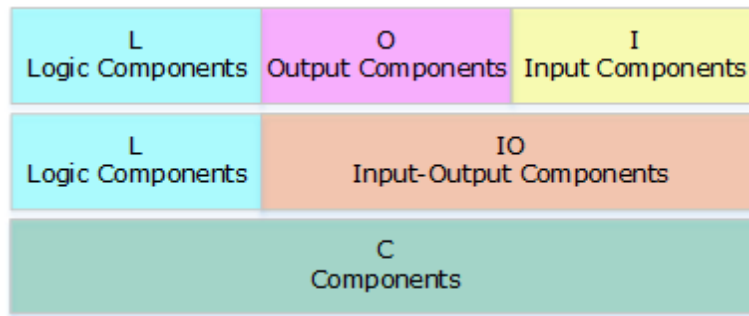 L
Logic Components
O
Output Components
I
Input Components
L
Logic Components
IO
Input-Output Components
C
Components